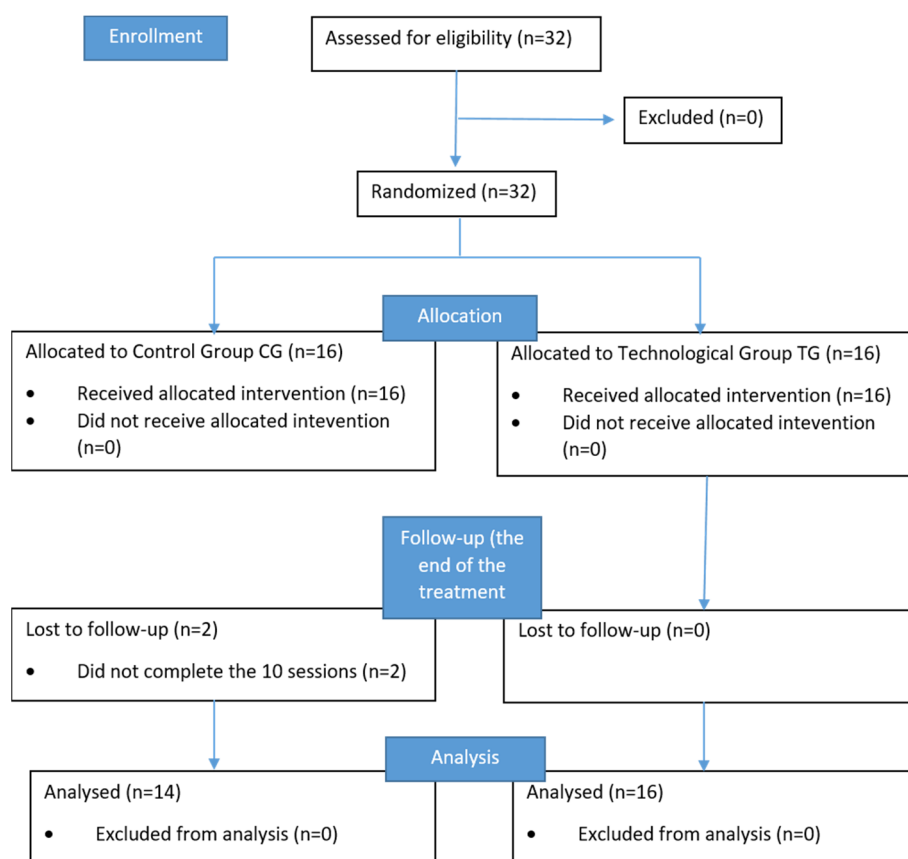 Enrollment
Assessed for eligibility (n=32)
Excluded (n=0)
Randomized (n=32)
Allocation
Allocated to Control Group CG (n=16)
• Received allocated intervention (n=16)
• Did not receive allocated intevention
(n=0)
Allocated to Technological Group TG (n=16)
• Received allocated intervention (n=16)
• Did not receive allocated intevention
(n=0)
Follow-up (the
end of the
treatment
Lost to follow-up (n=2)
• Did not complete the 10 sessions (n=2)
Lost to follow-up (n=0)
Analysis
Analysed (n=14)
• Excluded from analysis (n=0)
Analysed (n=16)
• Excluded from analysis (n=0)